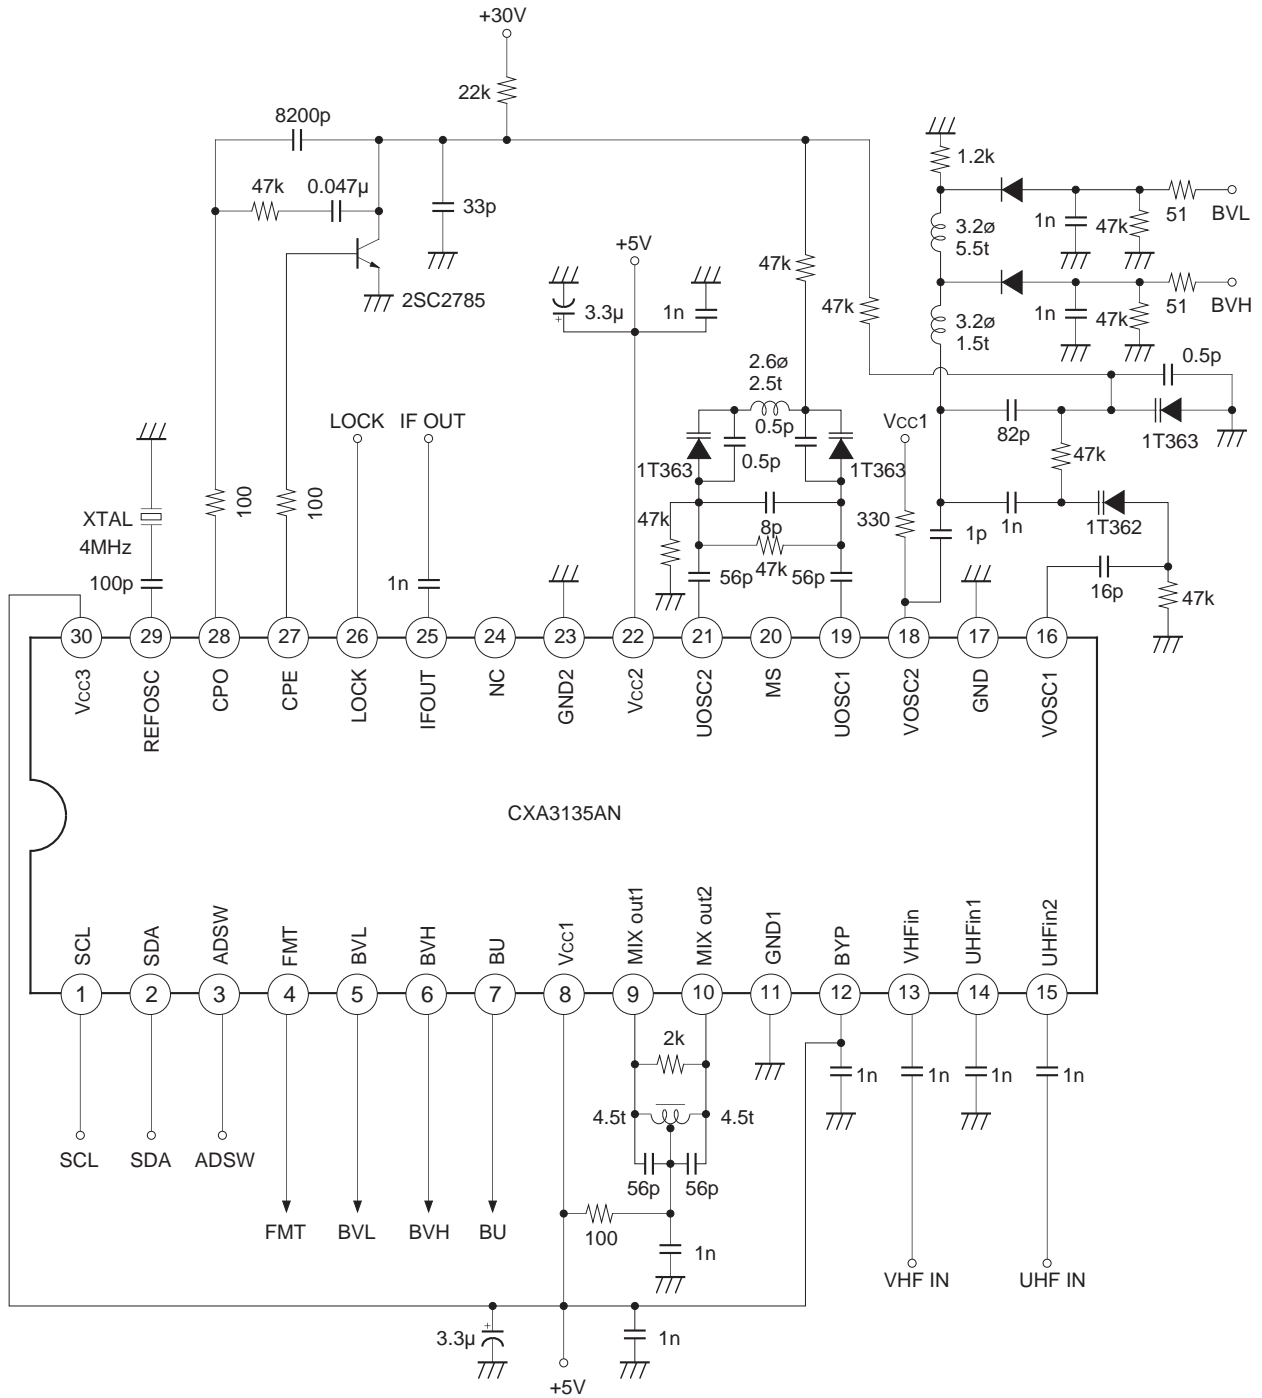 +30V
22k
8200p
47k
0.047µ
33p
2SC2785
+5V
3.3µ
+
1n
47k
47k
1.2k
3.2ø
5.5t
3.2ø
1.5t
1n
47k
51
BVL
1n
47k
51
BVH
0.5p
2.6ø
2.5t
0.5p
0.5p
1T363
1T363
LOCK
IF OUT
Vcc1
82p
1T363
47k
XTAL
4MHz
100p
100
100
1n
47k
8p
47k
56p
56p
330
1p
1n
1T362
16p
47k
30
29
28
27
26
25
24
23
22
21
20
19
18
17
16
Vcc3
REFOSC
CPO
CPE
LOCK
IFOUT
NC
GND2
Vcc2
UOSC2
MS
UOSC1
VOSC2
GND
VOSC1
CXA3135AN
SCL
SDA
ADSW
FMT
BVL
BVH
BU
Vcc1
MIX out1
MIX out2
GND1
BYP
VHFin
UHFin1
UHFin2
1
2
3
4
5
6
7
8
9
10
11
12
13
14
15
2k
1n
1n
1n
1n
4.5t
4.5t
SCL
SDA
ADSW
56p
56p
FMT
BVL
BVH
BU
100
1n
VHF IN
UHF IN
3.3µ
+
1n
+5V